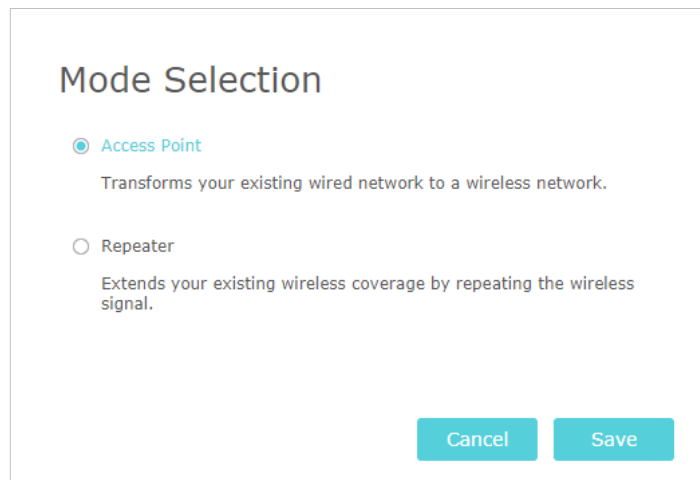 Mode Selection
Access Point
Transforms your existing wired network to a wireless network.
Repeater
Extends your existing wireless coverage by repeating the wireless
signal.
Cancel
Save